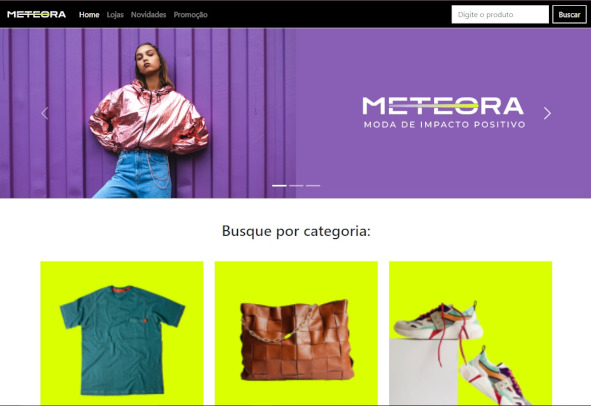 METEORA Home Lojas Novidades Promoção Digite o produto Buscar
METEORA
MODA DE IMPACTO POSITIVO
Busque por categoria: